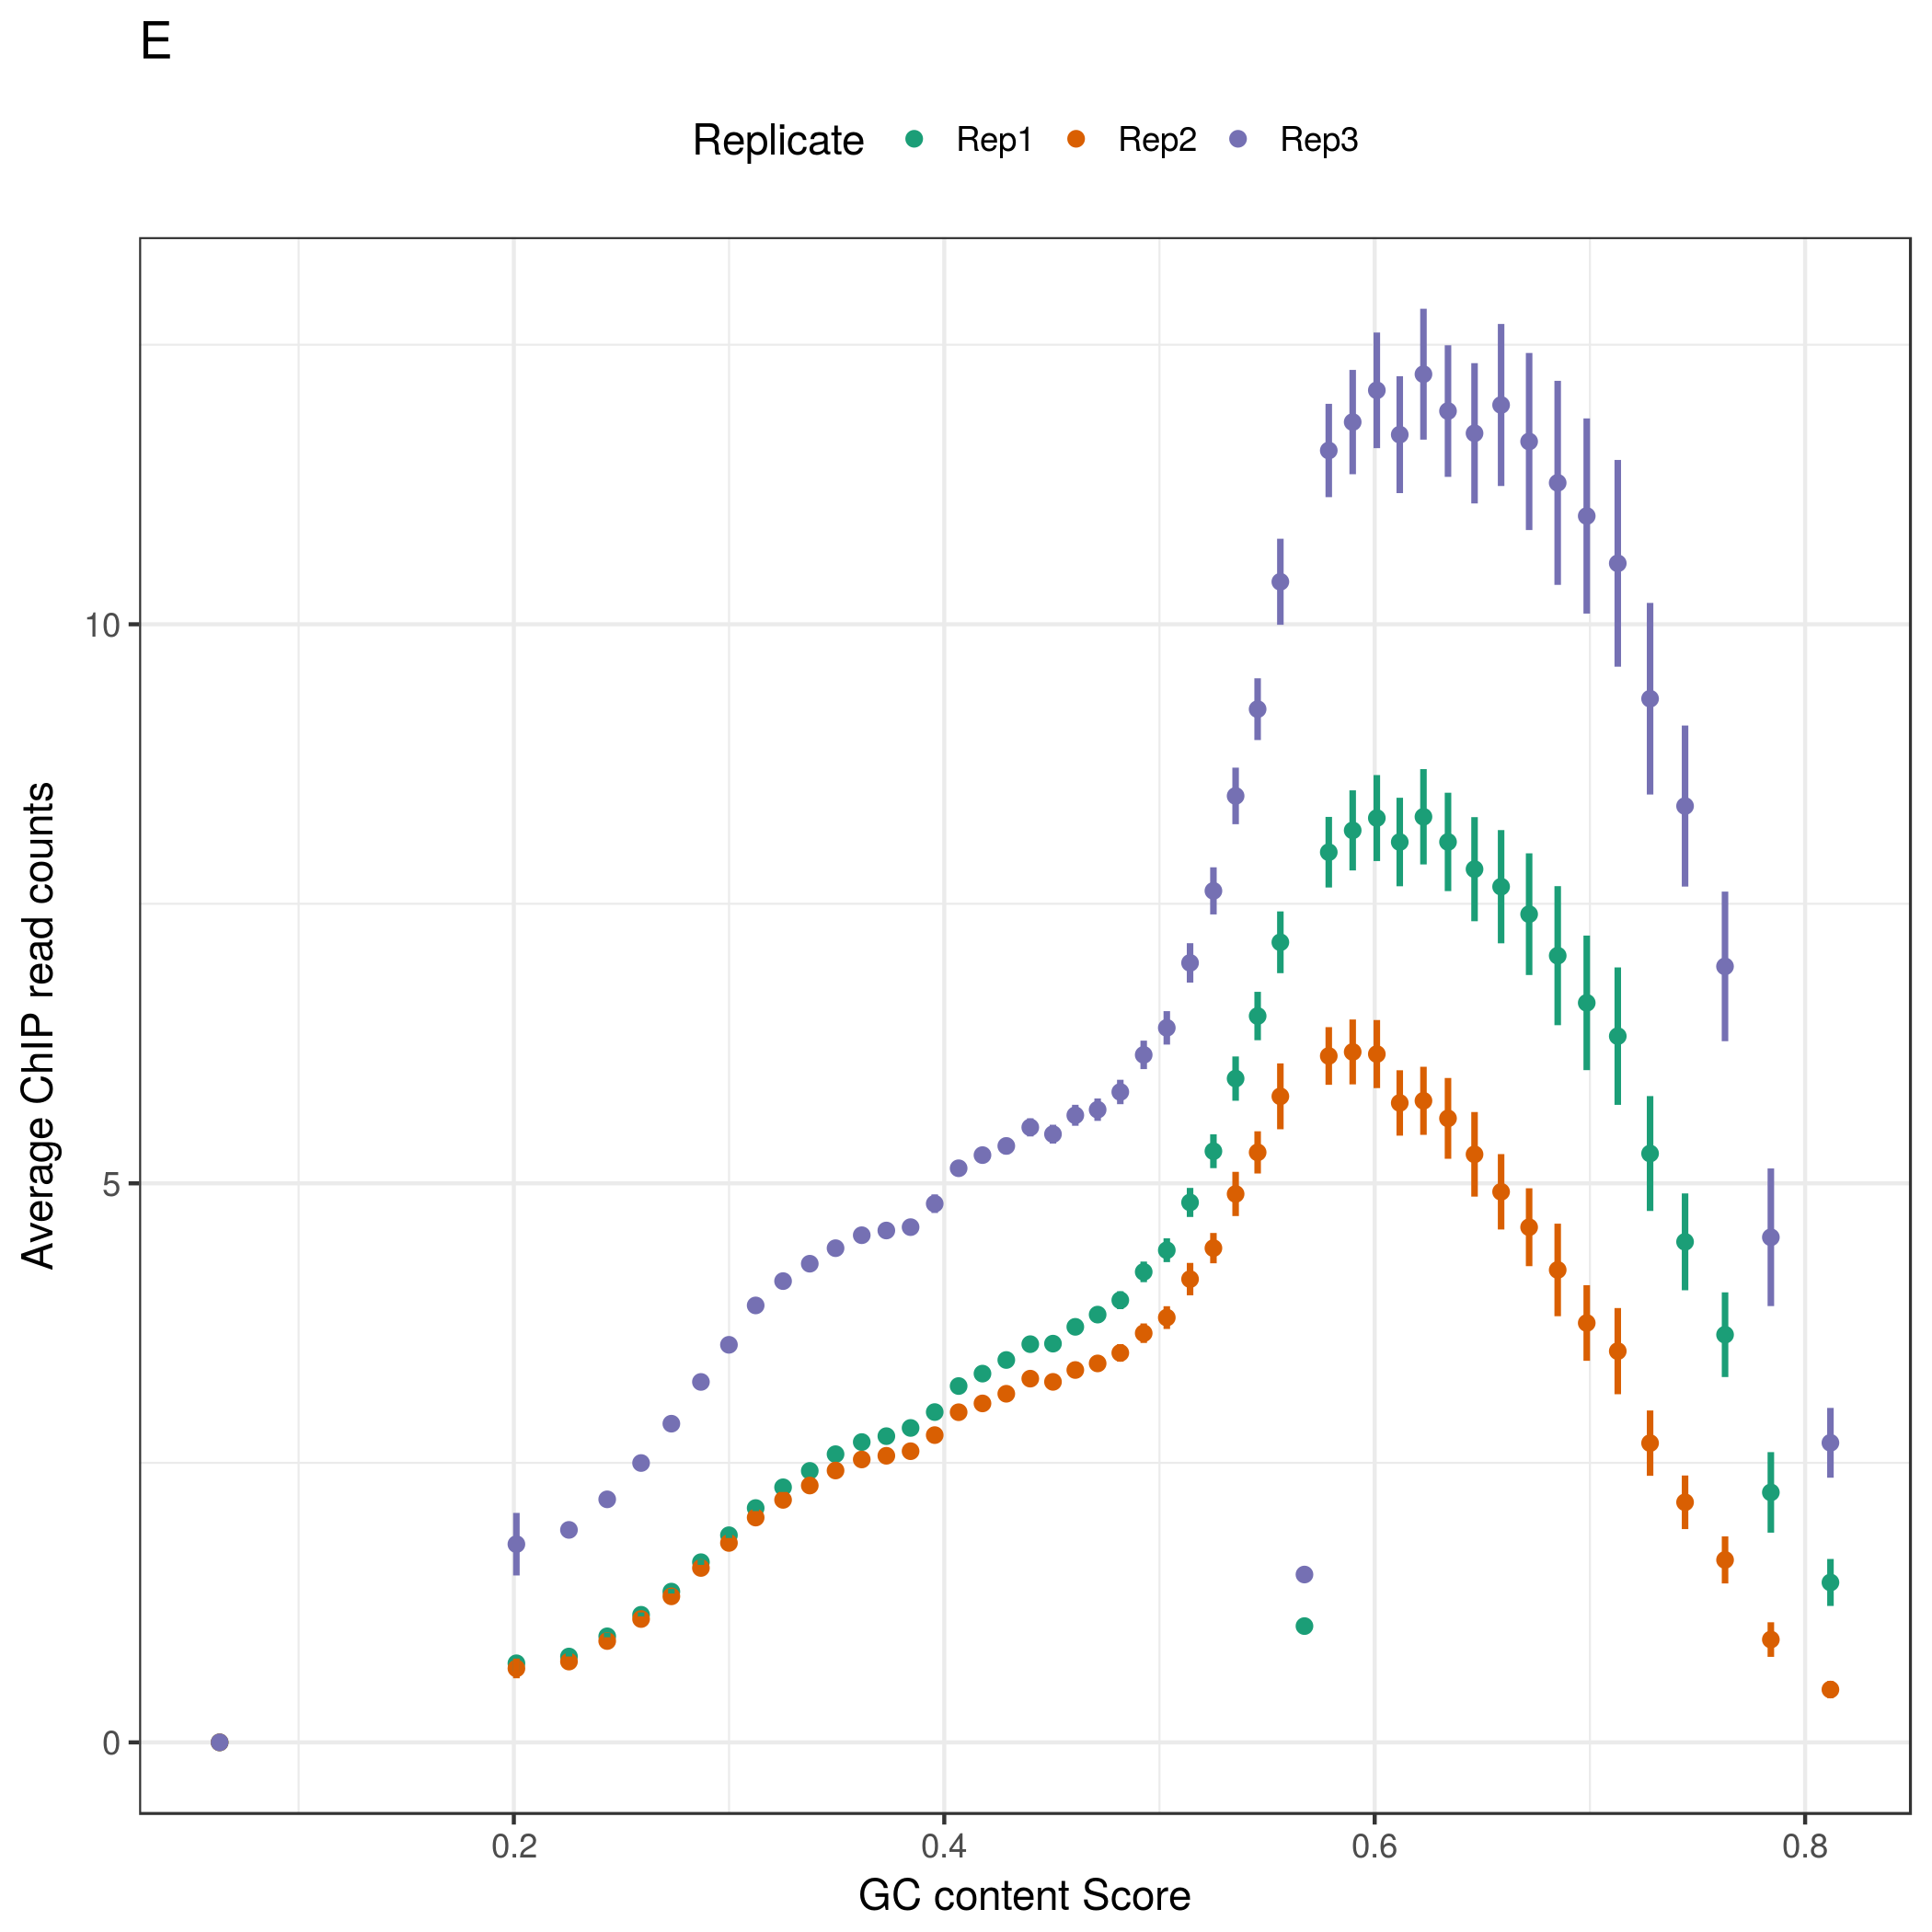 E
Replicate Rep1 Rep2 Rep3
Average ChIP read counts
10
5
0
0.2 0.4 0.6 0.8
GC content Score